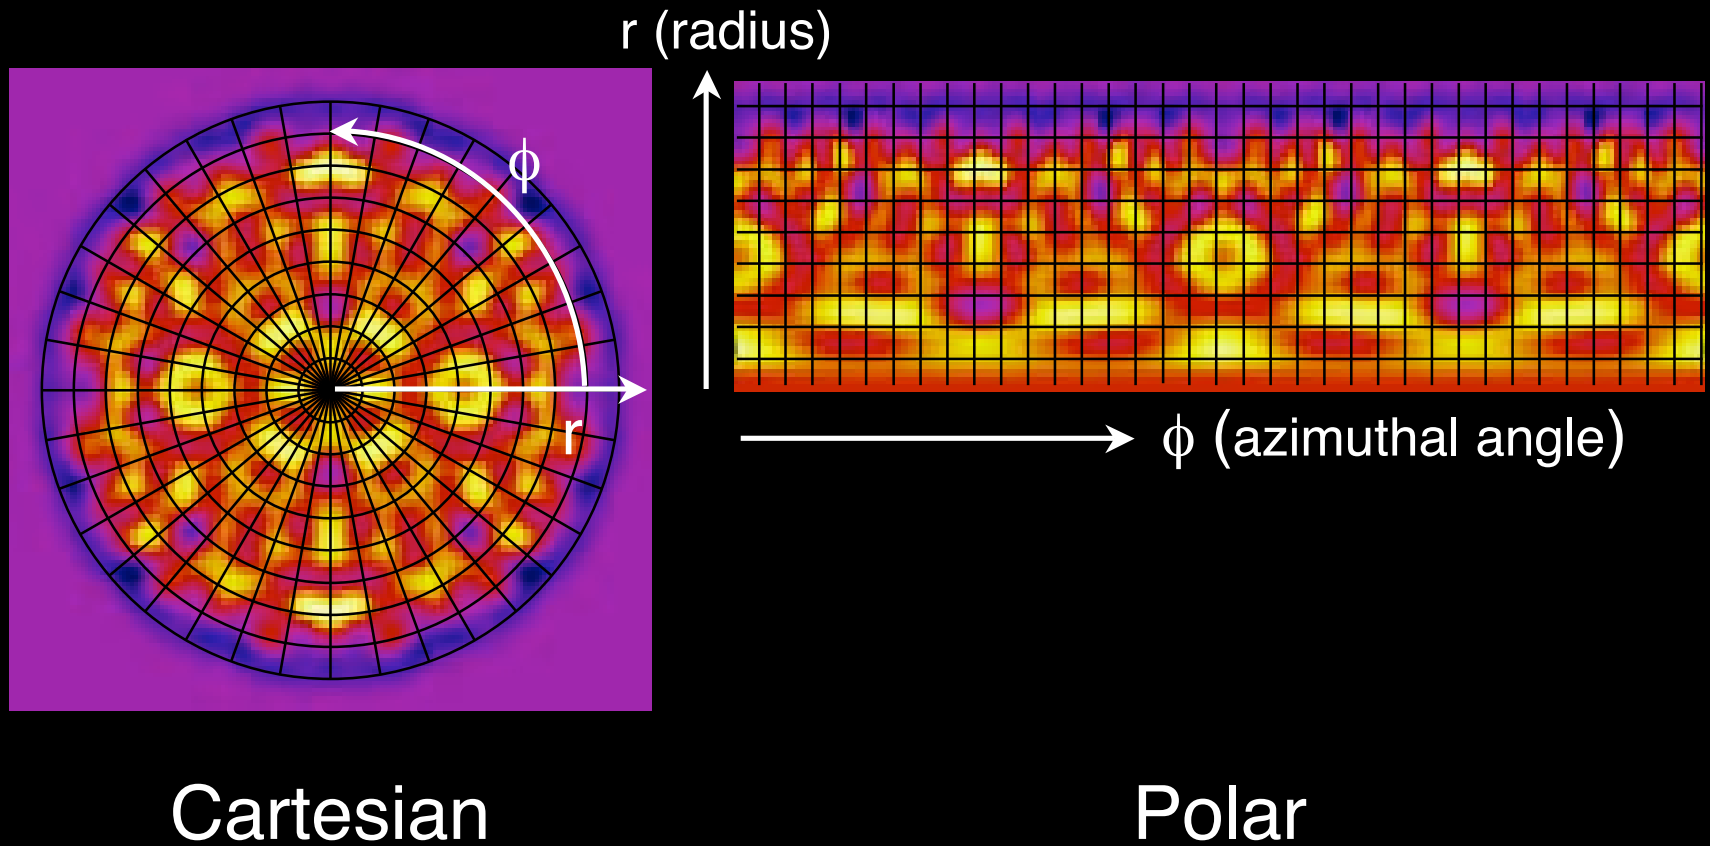 r (radius)
ϕ
r
ϕ (azimuthal angle)
Cartesian
Polar